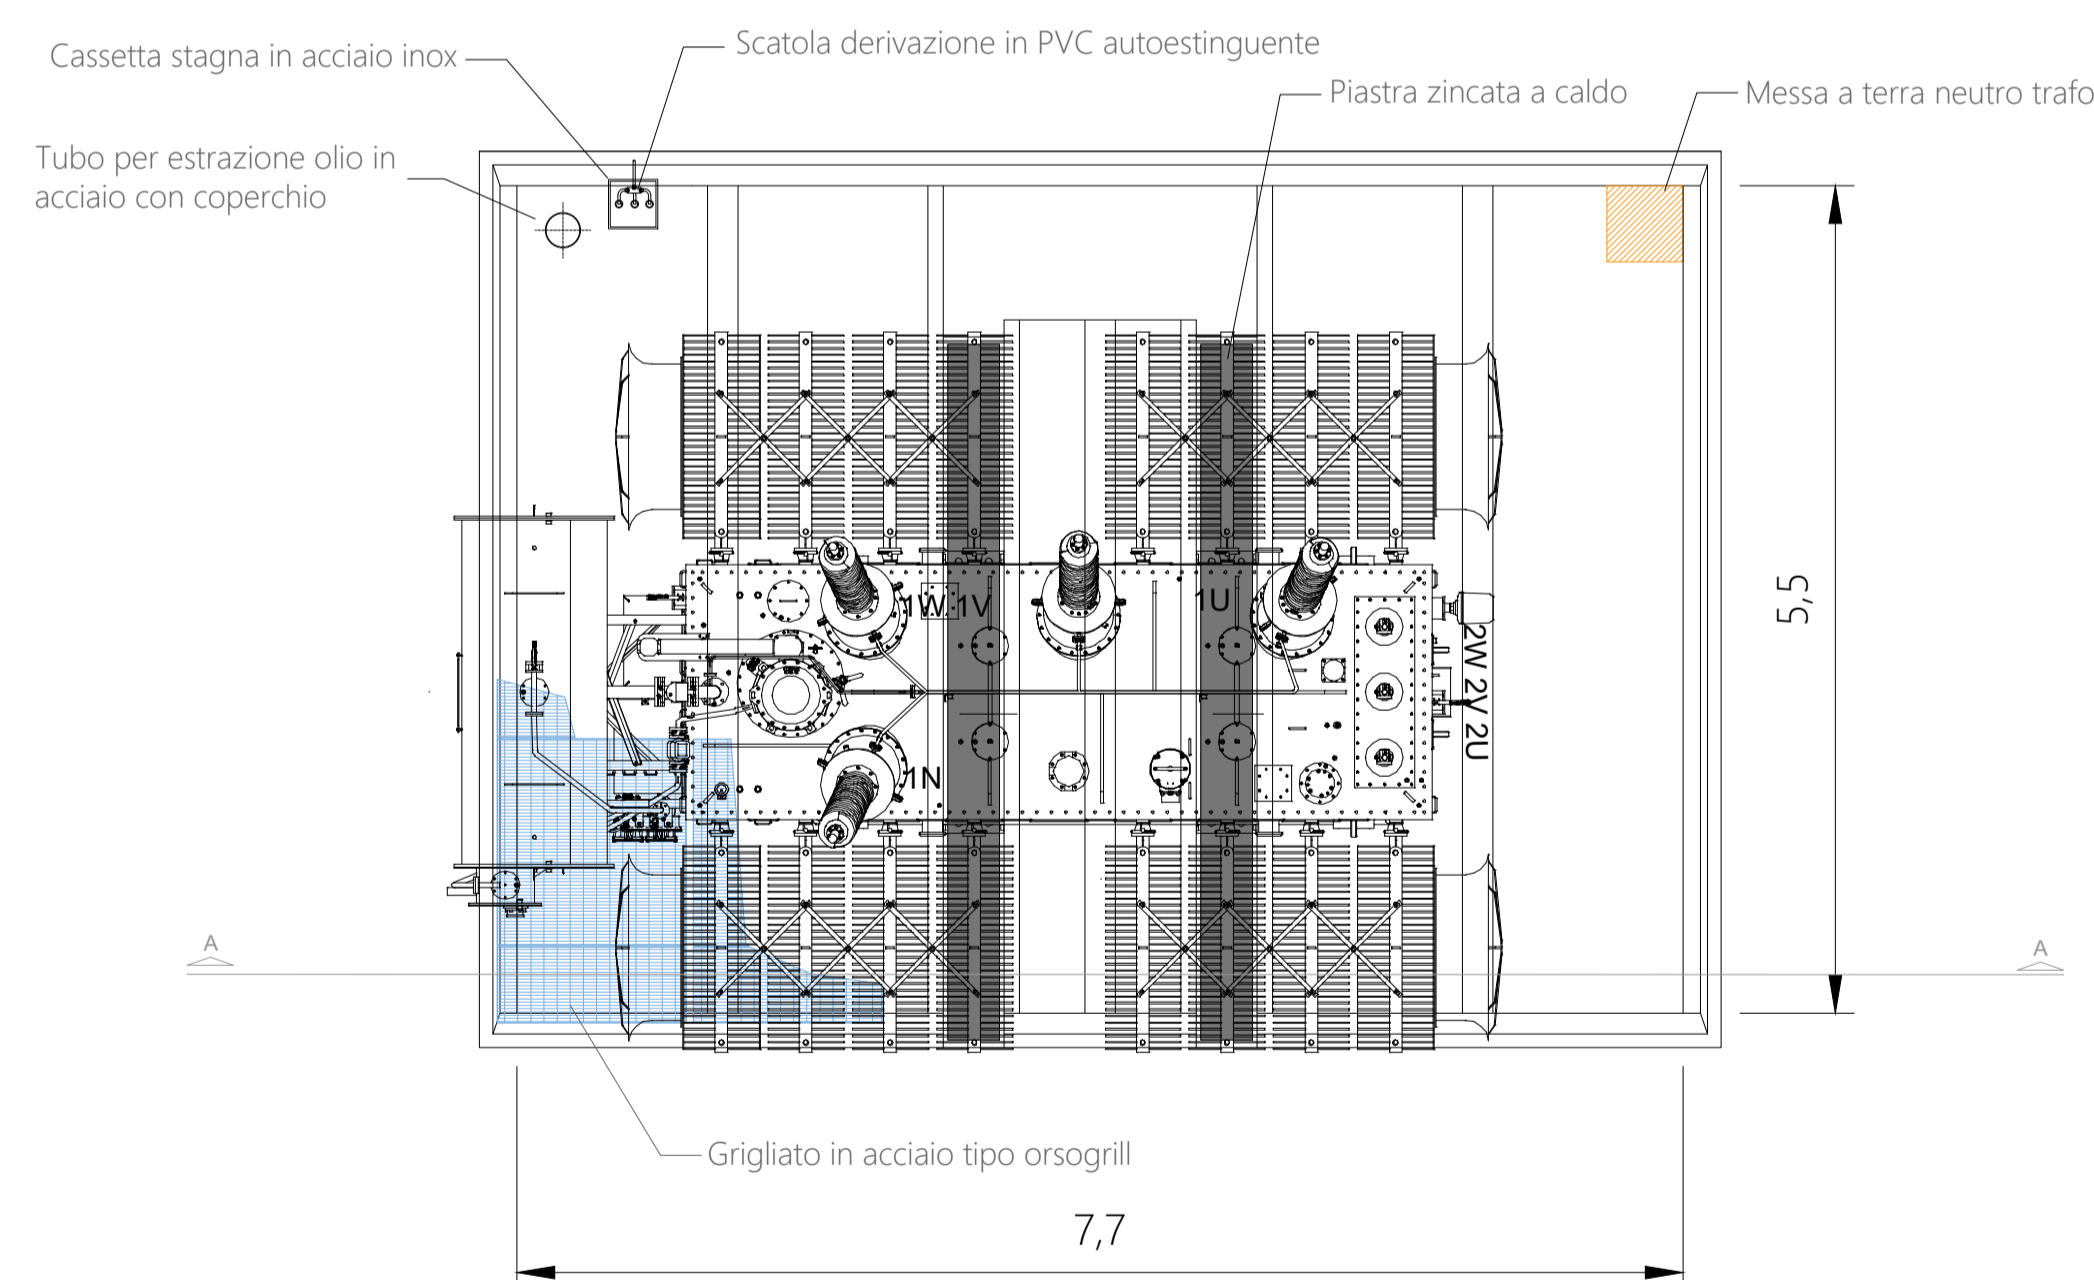 Cassetta stagna in acciaio inox
Scatola derivazione in PVC autoestinguente
Piastra zincata a caldo
Messa a terra neutro trafo
Tubo per estrazione olio in
acciaio con coperchio
1W 1V
1U
1N
2W 2V 2U
5,5
A
A
Grigliato in acciaio tipo orsogrill
7,7